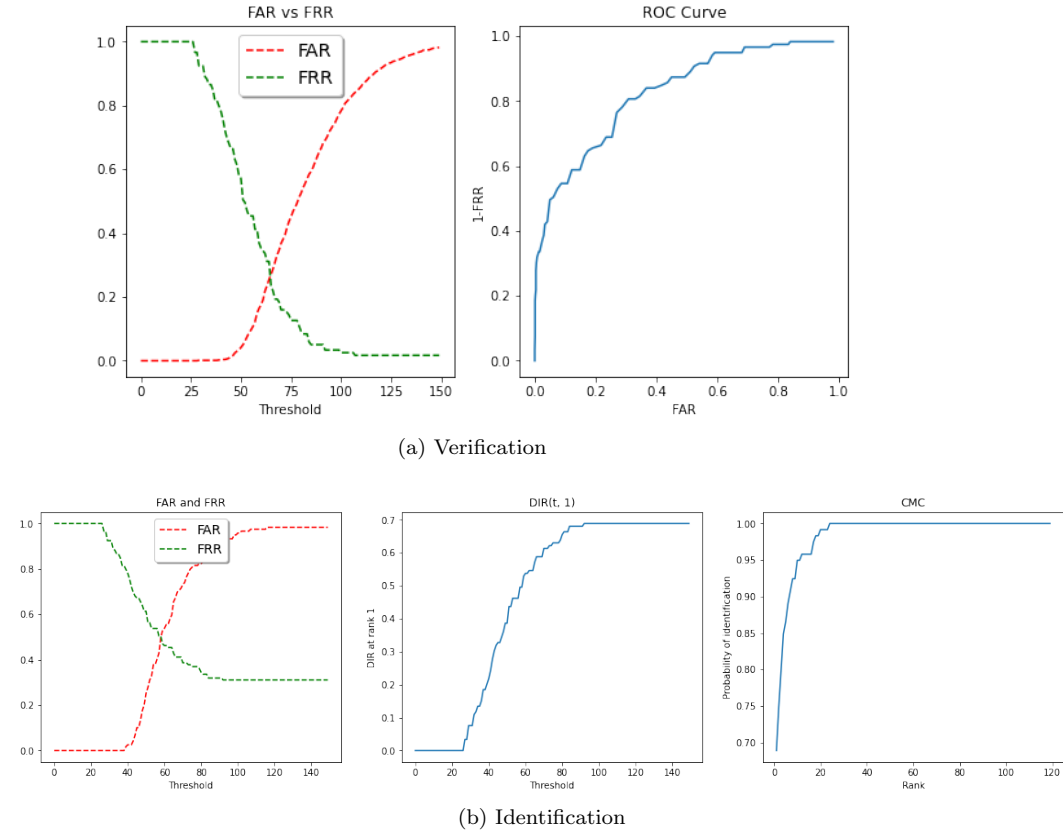 FAR vs FRR
1.0
0.8
0.6
0.4
0.2
0.0
FAR
FRR
0 25 50 75 100 125 150
Threshold
ROC Curve
1-FRR
1.0
0.8
0.6
0.4
0.2
0.0
0.0 0.2 0.4 0.6 0.8 1.0
FAR
(a) Verification
FAR and FRR
1.0
0.8
0.6
0.4
0.2
0.0
FAR
FRR
0 20 40 60 80 100 120 140
Threshold
DIR(t, 1)
DIR at rank 1
0.7
0.6
0.5
0.4
0.3
0.2
0.1
0.0
0 20 40 60 80 100 120 140
Threshold
CMC
Probability of identification
1.00
0.95
0.90
0.85
0.80
0.75
0.70
0 20 40 60 80 100 120
Rank
(b) Identification